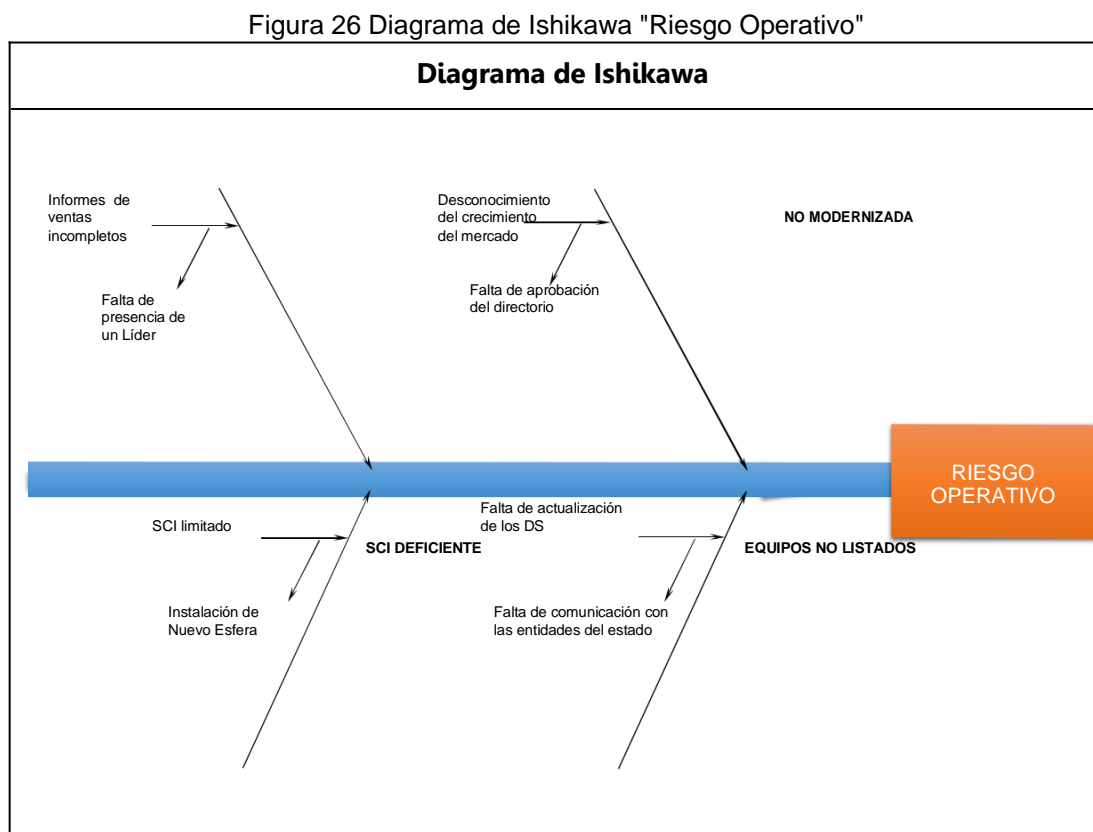 Figura 26 Diagrama de Ishikawa "Riesgo Operativo"
Diagrama de Ishikawa
Informes de
ventas
incompletos
Falta de
presencia de
un Líder
Desconocimiento
del crecimiento
del mercado
Falta de aprobación
del directorio
NO MODERNIZADA
RIESGO
OPERATIVO
SCI limitado
SCI DEFICIENTE
Instalación de
Nuevo Esfera
Falta de actualización
de los DS
EQUIPOS NO LISTADOS
Falta de comunicación con
las entidades del estado